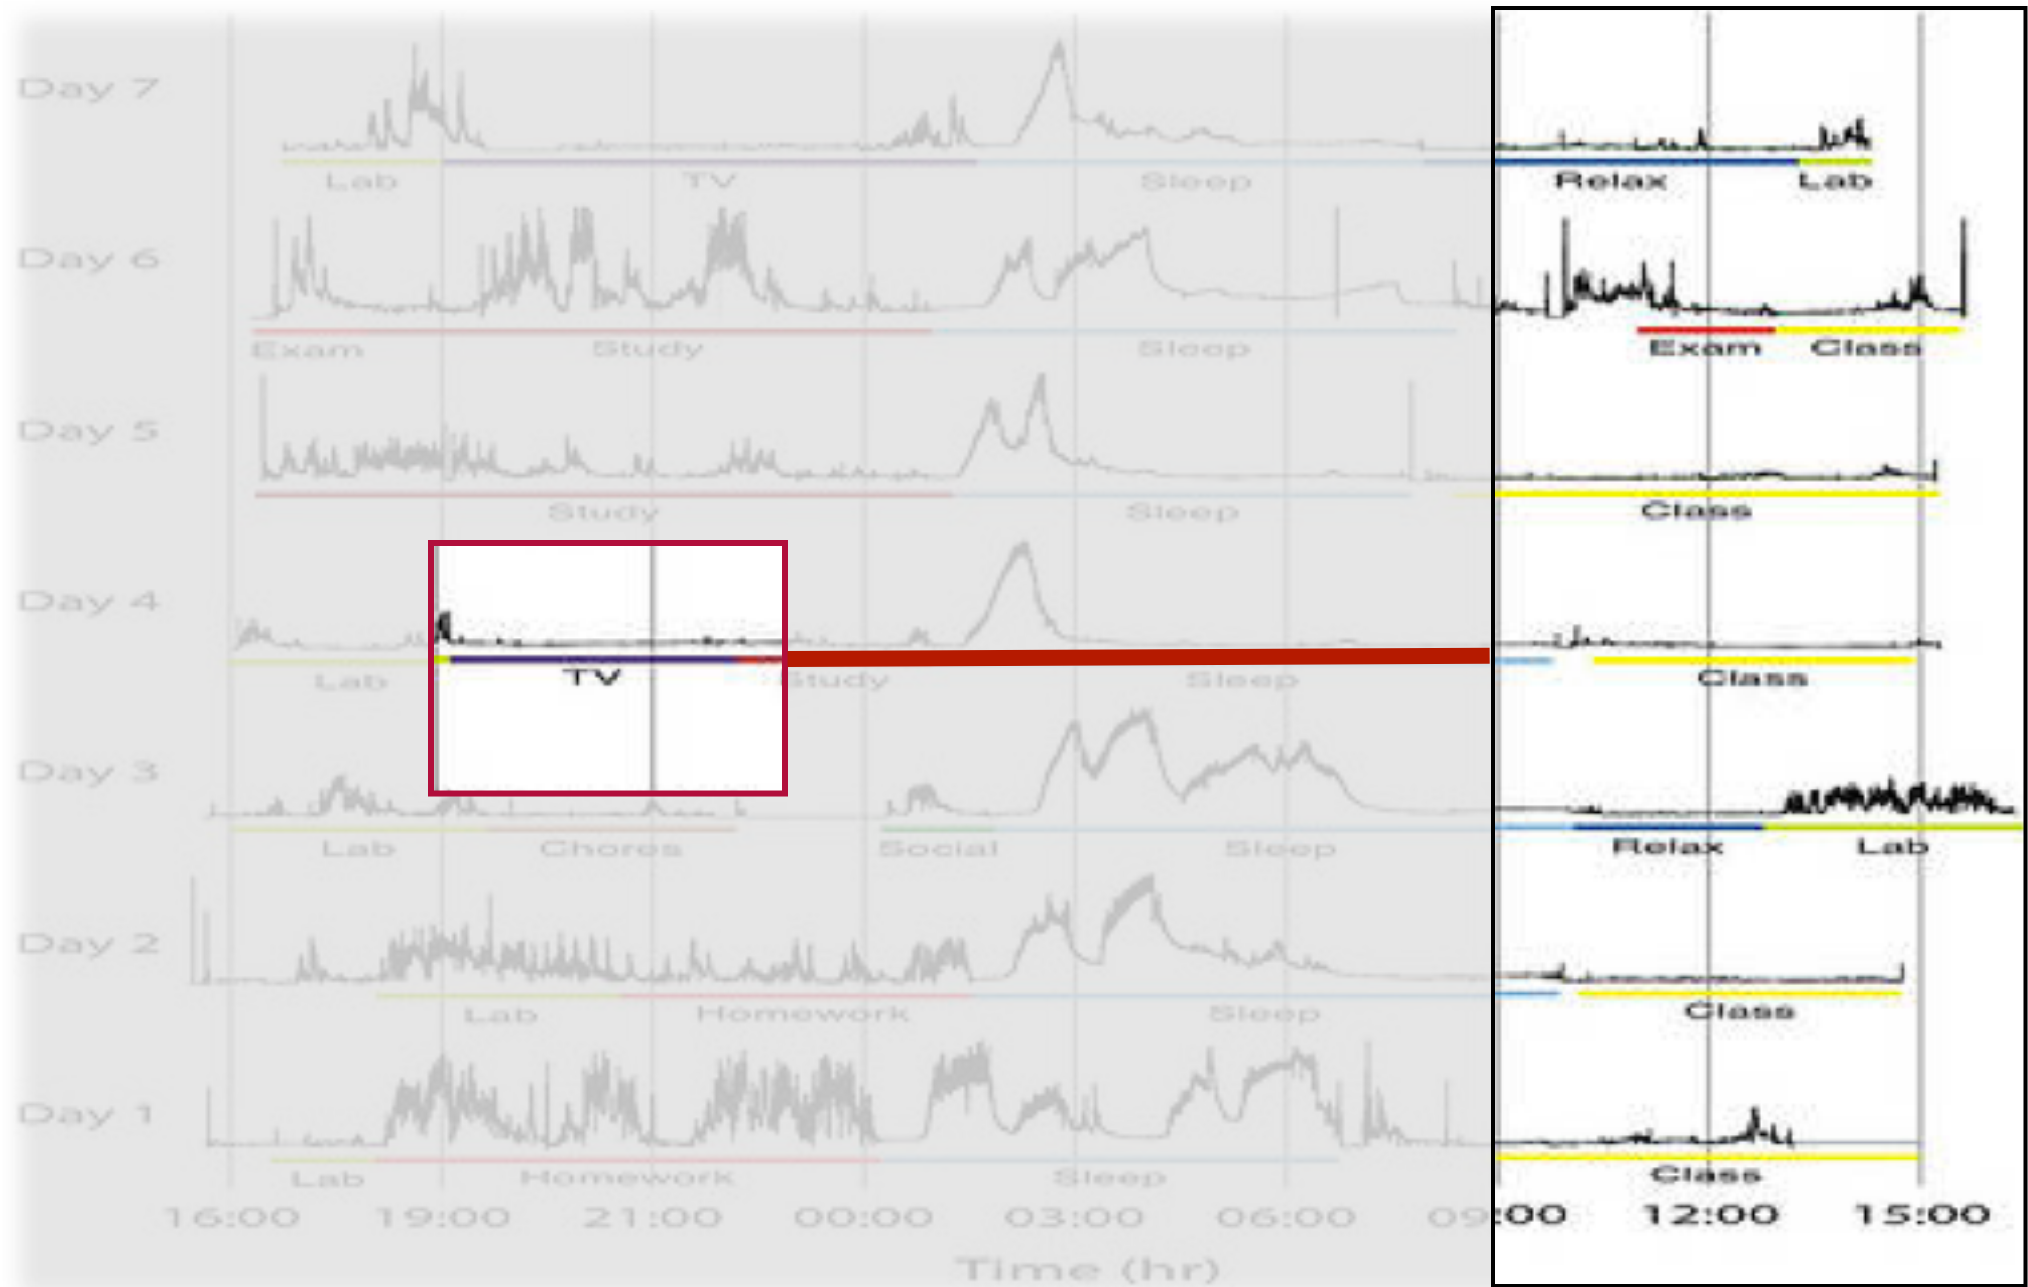 Day 7
Lab TV Sleep Relax Lab
Day 6
Exam Study Sleep Exam Class
Day 5
Study Sleep Class
Day 4
Lab TV Study Sleep Class
Day 3
Lab Chores Social Sleep Relax Lab
Day 2
Lab Homework Sleep Class
Day 1
Lab Homework Sleep Class
16:00 19:00 21:00 00:00 03:00 06:00 09:00 12:00 15:00
Time (hr)